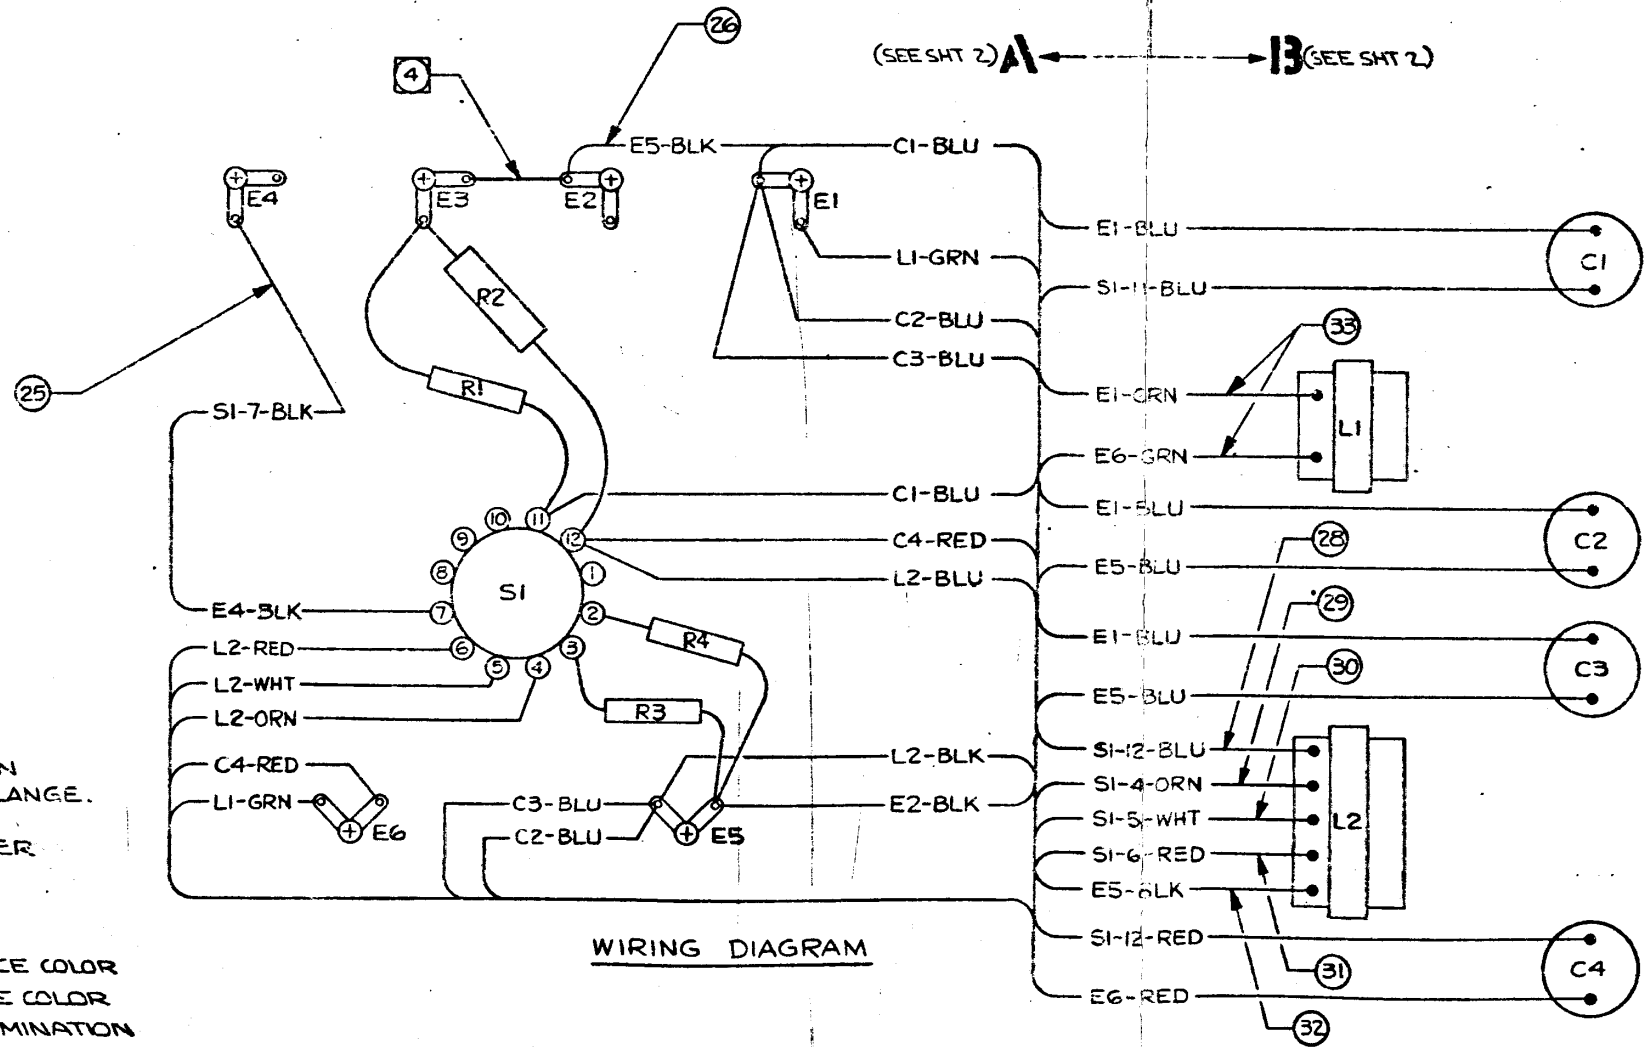 26
(SEE SHT 2) A
B (SEE SHT 2)
4
E5-BLK
C1-BLU
E4
E3
E2
E1
E1-BLU
C1
L1-GRN
S1-11-BLU
R2
C2-BLU
33
C3-BLU
25
R1
E1-GRN
S1-7-BLK
L1
E6-GRN
C1-BLU
E1-BLU
10
11
9
12
C4-RED
28
C2
8
1
L2-BLU
E5-BLU
S1
29
E4-BLK
7
2
R4
E1-BLU
L2-RED
6
3
30
C3
L2-WHT
5
4
E5-BLU
L2-ORN
R3
S1-12-BLU
L2-BLK
C4-RED
S1-4-ORN
L1-GRN
C3-BLU
E2-BLK
E6
C2-BLU
E5
S1-5-WHT
L2
S1-6-RED
E5-BLK
S1-12-RED
WIRING DIAGRAM
31
C4
E6-RED
32
N
LANGE.
ER
CE COLOR
E COLOR
MINATION